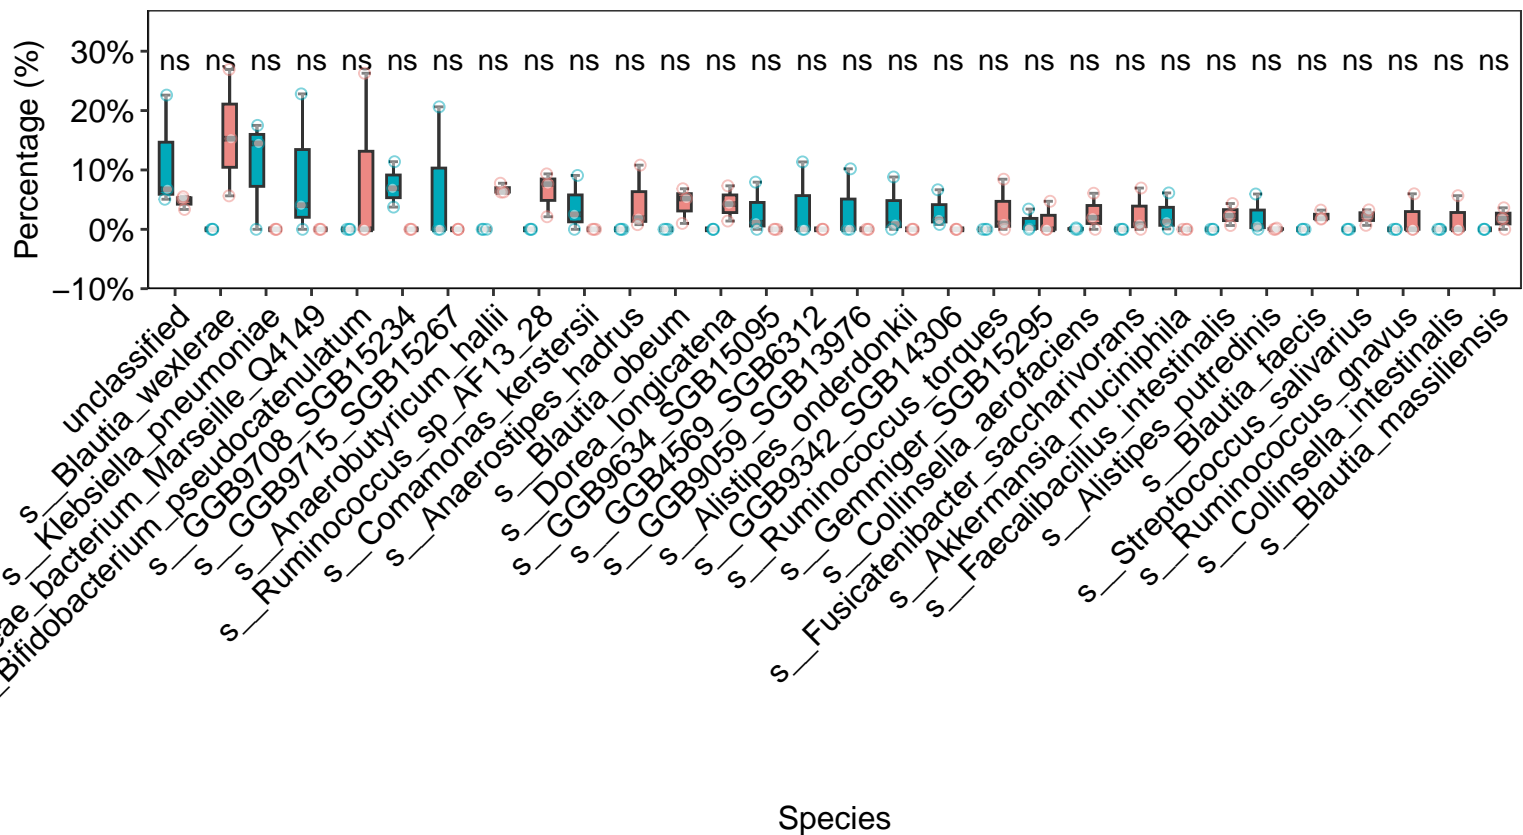 Percentage (%)
30%
20%
10%
0%
−10%
ns ns ns ns ns ns ns ns ns ns ns ns ns ns ns ns ns ns ns ns ns ns ns ns ns ns ns ns ns ns
unclassified
s__Blautia_wexlerae
s__Klebsiella_pneumoniae
eae_bacterium_Marseille_Q4149
_Bifidobacterium_pseudocatenulatum
s__GGB9708_SGB15234
s__GGB9715_SGB15267
s__Anaerobutyricum_hallii
s__Ruminococcus_sp_AF13_28
s__Comamonas_kerstersii
s__Anaerostipes_hadrus
s__Blautia_obeum
s__Dorea_longicatena
s__GGB9634_SGB15095
s__GGB4569_SGB6312
s__GGB9059_SGB13976
s__Alistipes_onderdonkii
s__GGB9342_SGB14306
s__Ruminococcus_torques
s__Gemmiger_SGB15295
s__Collinsella_aerofaciens
s__Fusicatenibacter_saccharivorans
s__Akkermansia_muciniphila
s__Faecalibacillus_intestinalis
s__Alistipes_putredinis
s__Blautia_faecis
s__Streptococcus_salivarius
s__Ruminococcus_gnavus
s__Collinsella_intestinalis
s__Blautia_massiliensis
Species